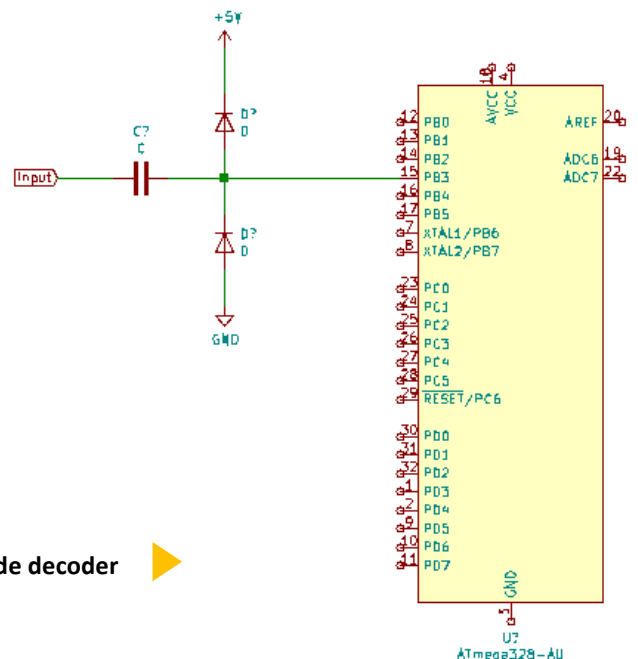 +5V
D?
D
C?
C
Input
D?
D
GND
18
4
AVCC
VCC
12 PB0
AREF 20
13 PB1
14 PB2
ADC6 19
15 PB3
ADC7 22
16 PB4
17 PB5
7 XTAL1/PB6
8 XTAL2/PB7
23 PC0
24 PC1
25 PC2
26 PC3
27 PC4
28 PC5
29 RESET/PC6
30 PD0
31 PD1
32 PD2
1 PD3
2 PD4
9 PD5
10 PD6
11 PD7
GND
5
U?
ATmega328-AU
de decoder